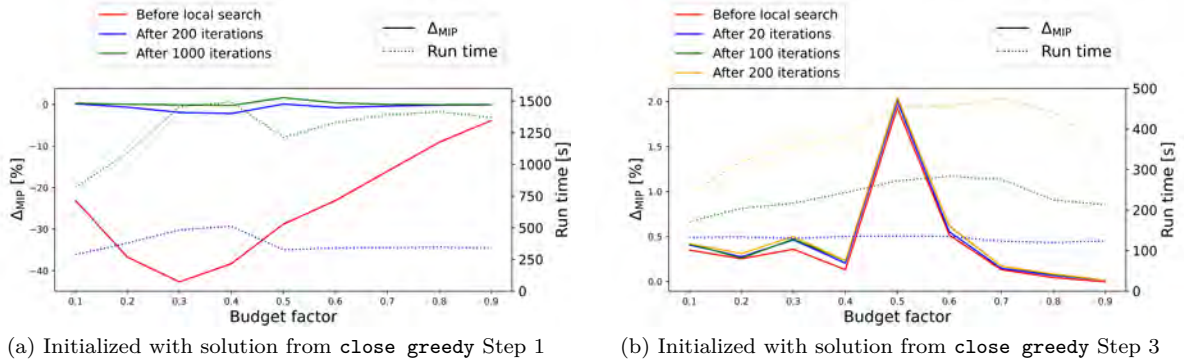 Before local search
After 200 iterations
After 1000 iterations
Δ_MIP
Run time
0
−10
−20
−30
−40
Δ_MIP [%]
1500
1250
1000
750
500
250
0
Run time [s]
0.1 0.2 0.3 0.4 0.5 0.6 0.7 0.8 0.9
Budget factor
(a) Initialized with solution from close greedy Step 1
Before local search
After 20 iterations
After 100 iterations
After 200 iterations
Δ_MIP
Run time
2.0
1.5
1.0
0.5
0.0
Δ_MIP [%]
500
400
300
200
100
0
Run time [s]
0.1 0.2 0.3 0.4 0.5 0.6 0.7 0.8 0.9
Budget factor
(b) Initialized with solution from close greedy Step 3